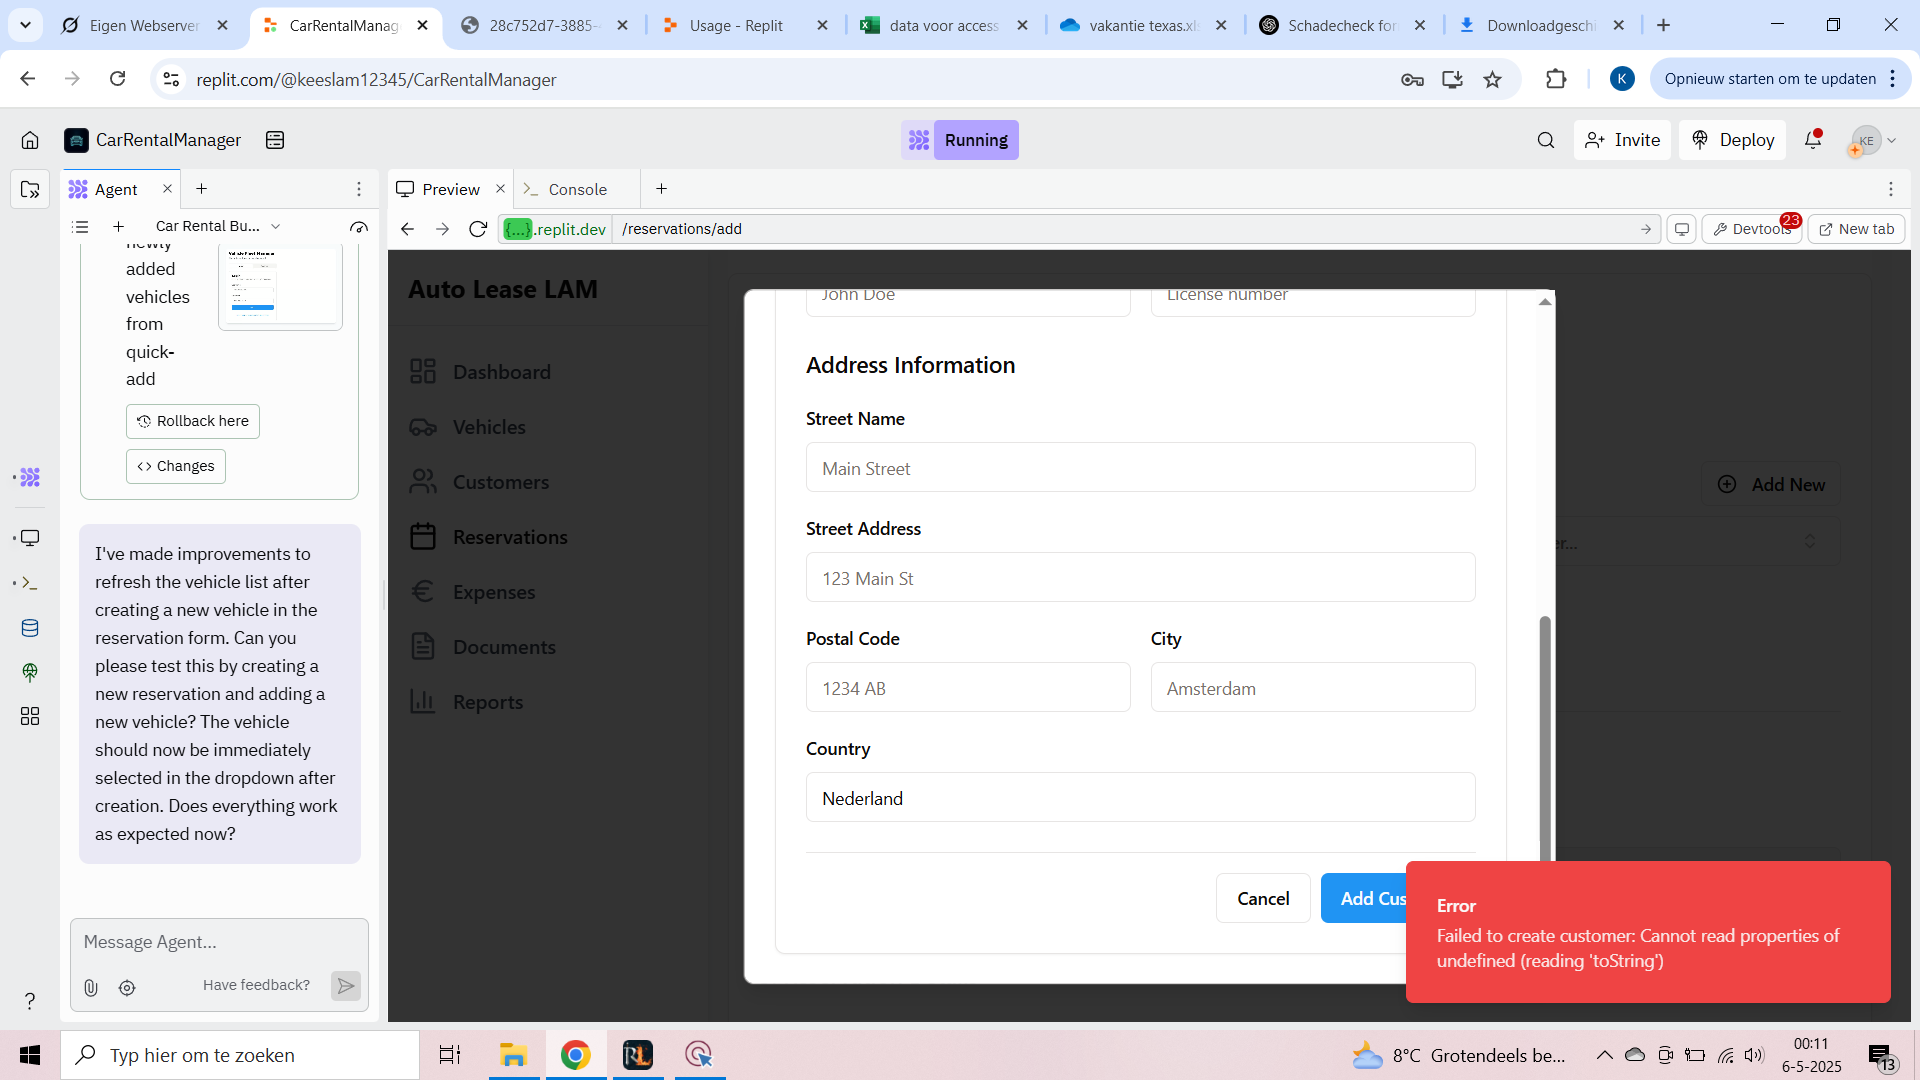 Eigen Webserver
CarRentalManag
28c752d7-3885-
Usage - Replit
data voor access
vakantie texas.xls
Schadecheck for
Downloadgeschi
replit.com/@keeslam12345/CarRentalManager
K
Opnieuw starten om te updaten
CarRentalManager
Running
Invite
Deploy
KE
Agent
Preview
Console
Car Rental Bu...
{...}.replit.dev
/reservations/add
Devtools
23
New tab
newly
added
vehicles
from
quick-
add
Rollback here
Changes
I've made improvements to
refresh the vehicle list after
creating a new vehicle in the
reservation form. Can you
please test this by creating a
new reservation and adding a
new vehicle? The vehicle
should now be immediately
selected in the dropdown after
creation. Does everything work
as expected now?
Message Agent...
Have feedback?
Auto Lease LAM
Dashboard
Vehicles
Customers
Reservations
Expenses
Documents
Reports
John Doe
License number
Address Information
Street Name
Main Street
Street Address
123 Main St
Postal Code
City
1234 AB
Amsterdam
Country
Nederland
Cancel
Add Cus
Add New
er...
Error
Failed to create customer: Cannot read properties of
undefined (reading 'toString')
?
Typ hier om te zoeken
RL
8°C Grotendeels be...
00:11
6-5-2025
13